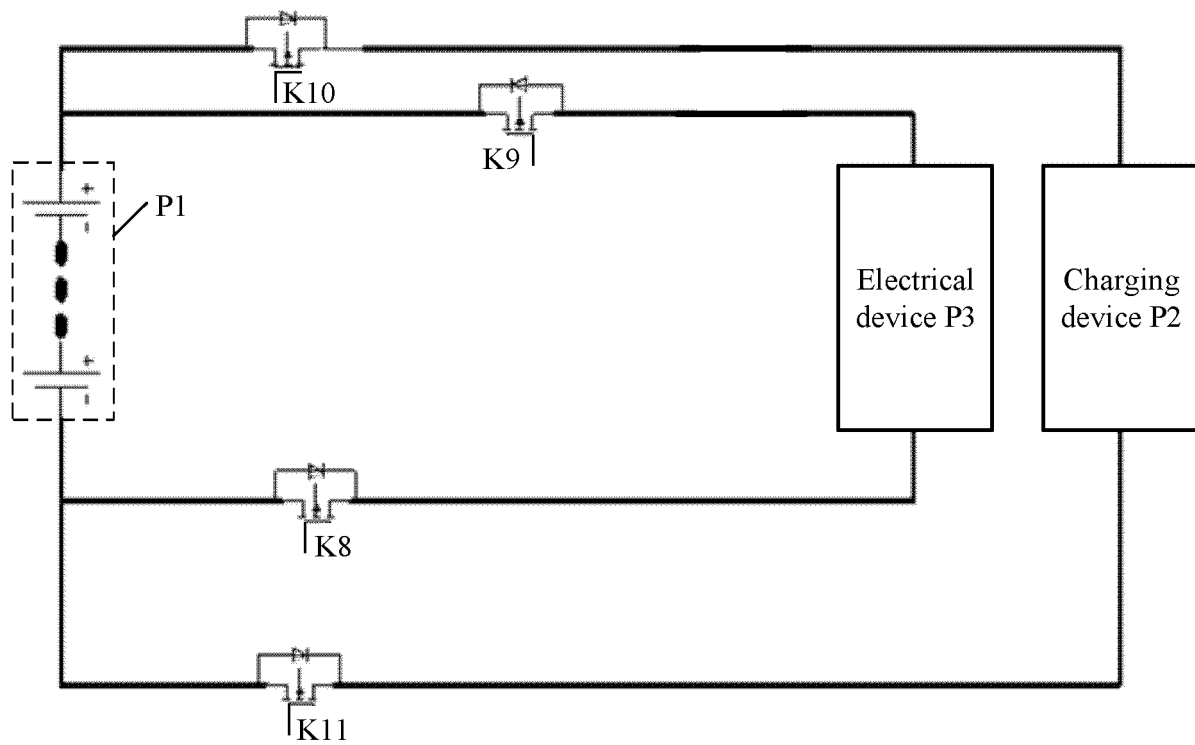 K10
K9
+
-
P1
Electrical
device P3
Charging
device P2
+
-
K8
K11